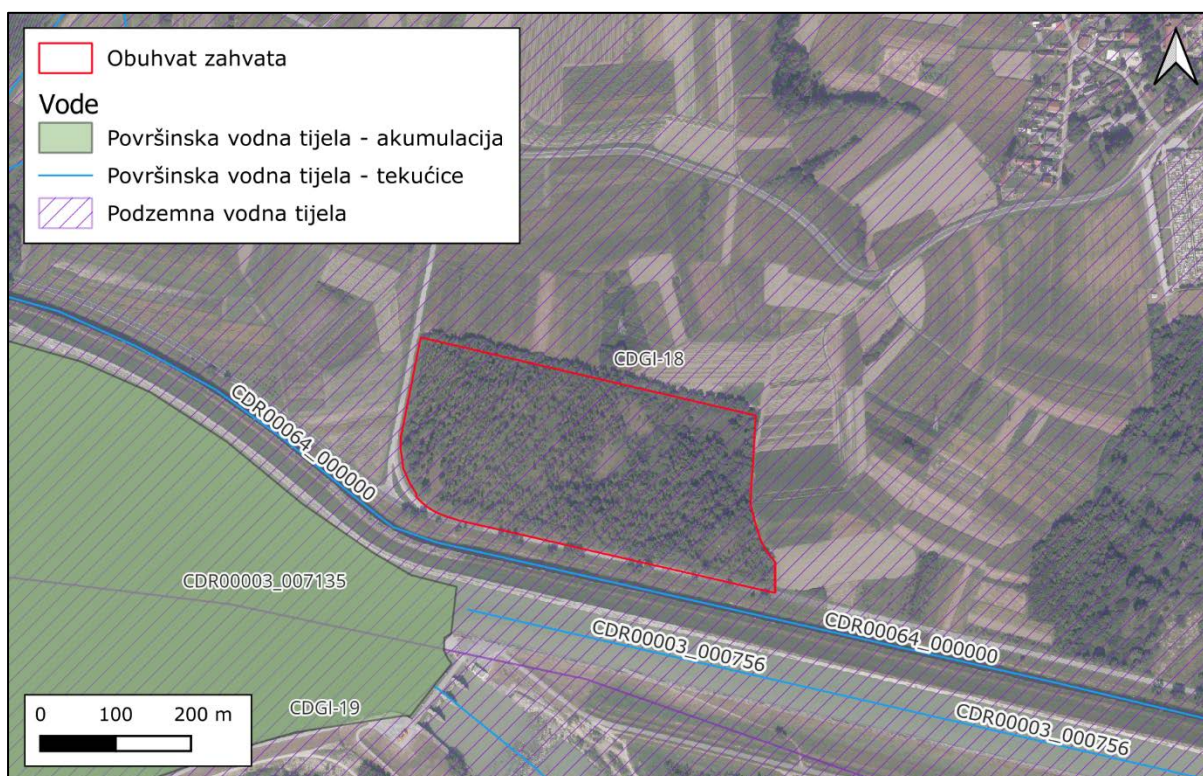 Obuhvat zahvata
Vode
Površinska vodna tijela - akumulacija
Površinska vodna tijela - tekućice
Podzemna vodna tijela
CDGI-18
CDR00064_000000
CDR00003_007135
CDR00064_000000
CDR00003_000756
CDGI-19
CDR00003_000756
0 100 200 m